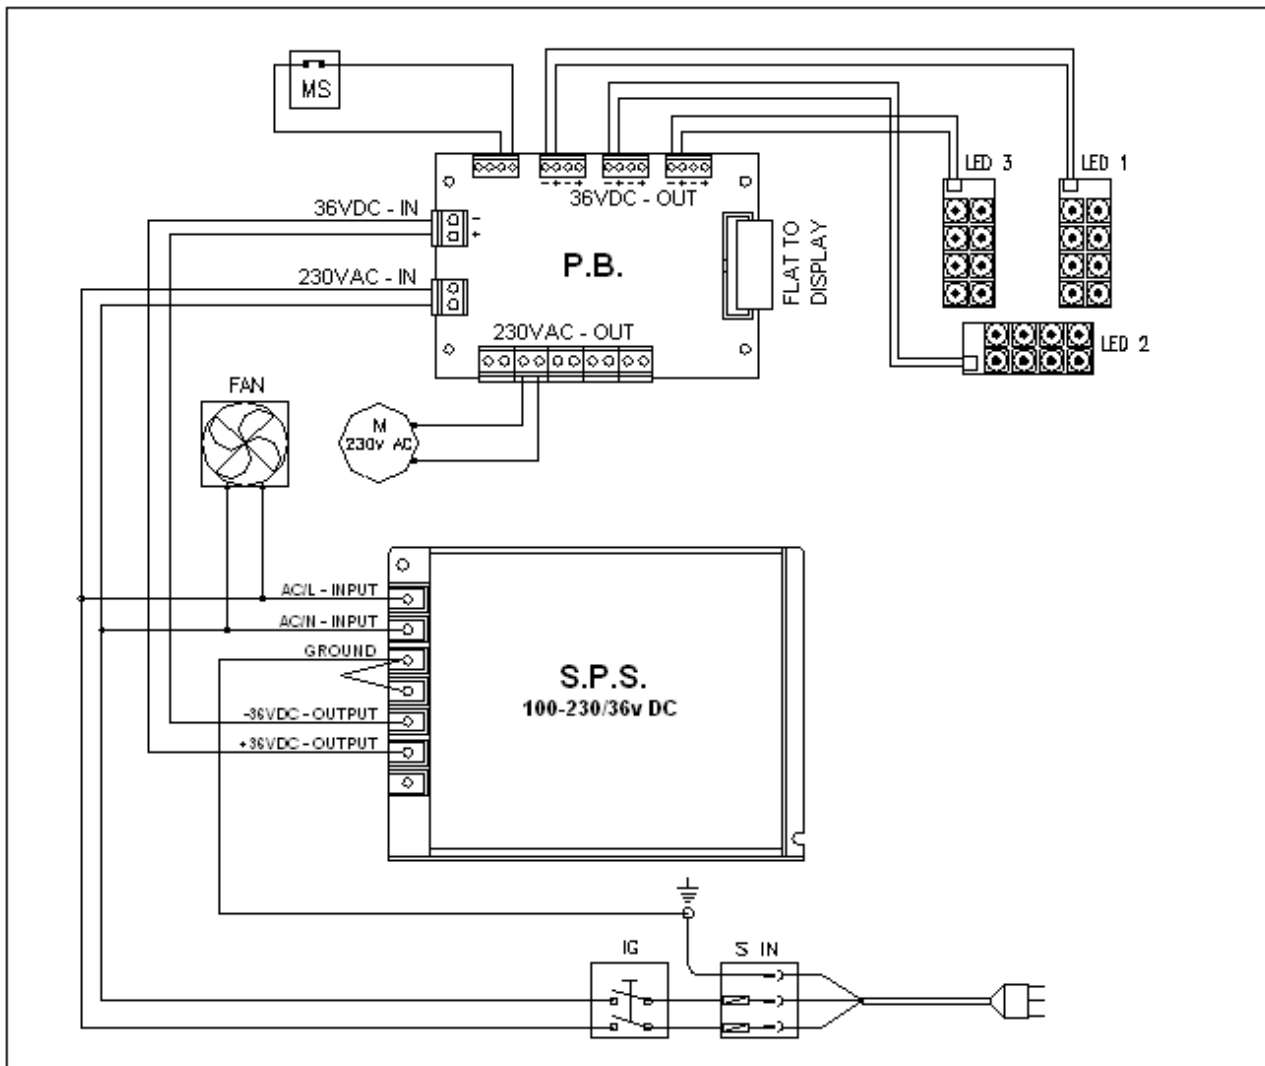 MS
LED 3
LED 1
36VDC - OUT
- + - +
- + - +
- + - +
36VDC - IN
-
+
P.B.
FLAT TO
DISPLAY
230VAC - IN
230VAC - OUT
LED 2
FAN
M
230v AC
AC/L - INPUT
AC/N - INPUT
GROUND
S.P.S.
100-230/36v DC
-36VDC - OUTPUT
+36VDC - OUTPUT
IG
S IN